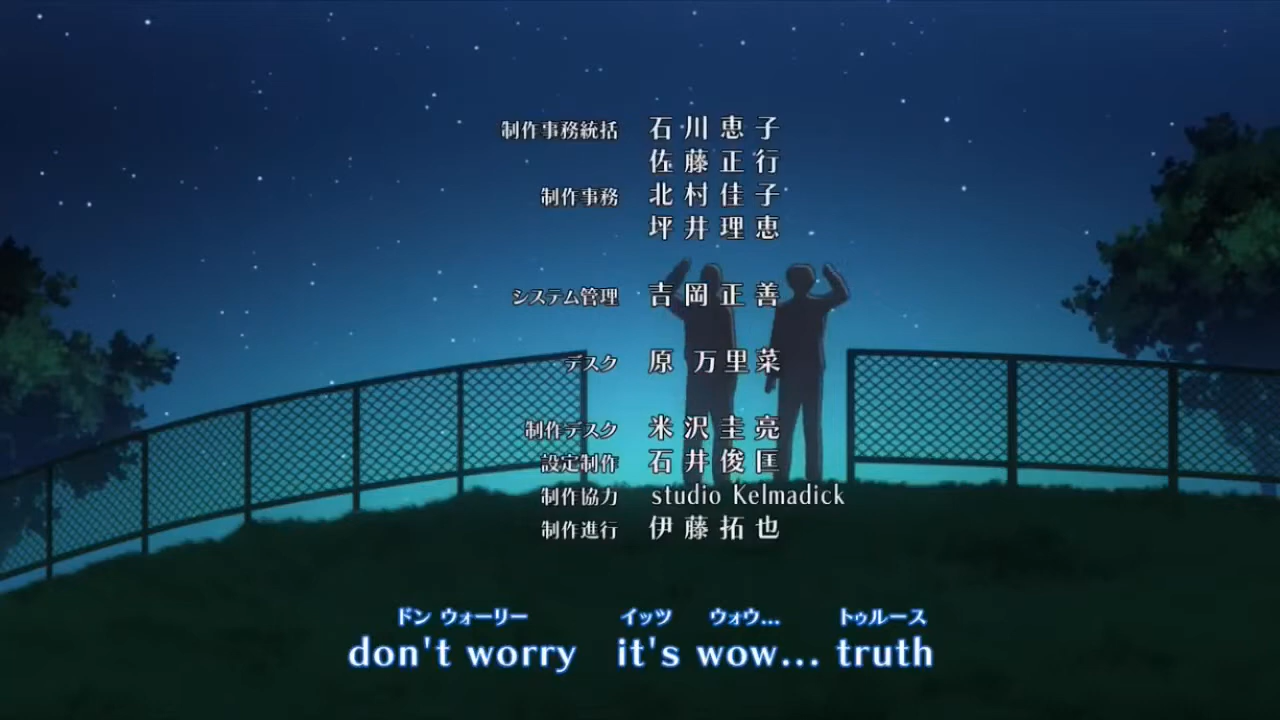 制作事務統括 石川恵子
佐藤正行
制作事務 北村佳子
坪井理恵
システム管理 吉岡正善
デスク 原 万里菜
制作デスク 米沢圭亮
設定制作 石井俊匡
制作協力 studio Kelmadick
制作進行 伊藤拓也
ドン ウォーリー イッツ ウォウ... トゥルース
don't worry it's wow... truth